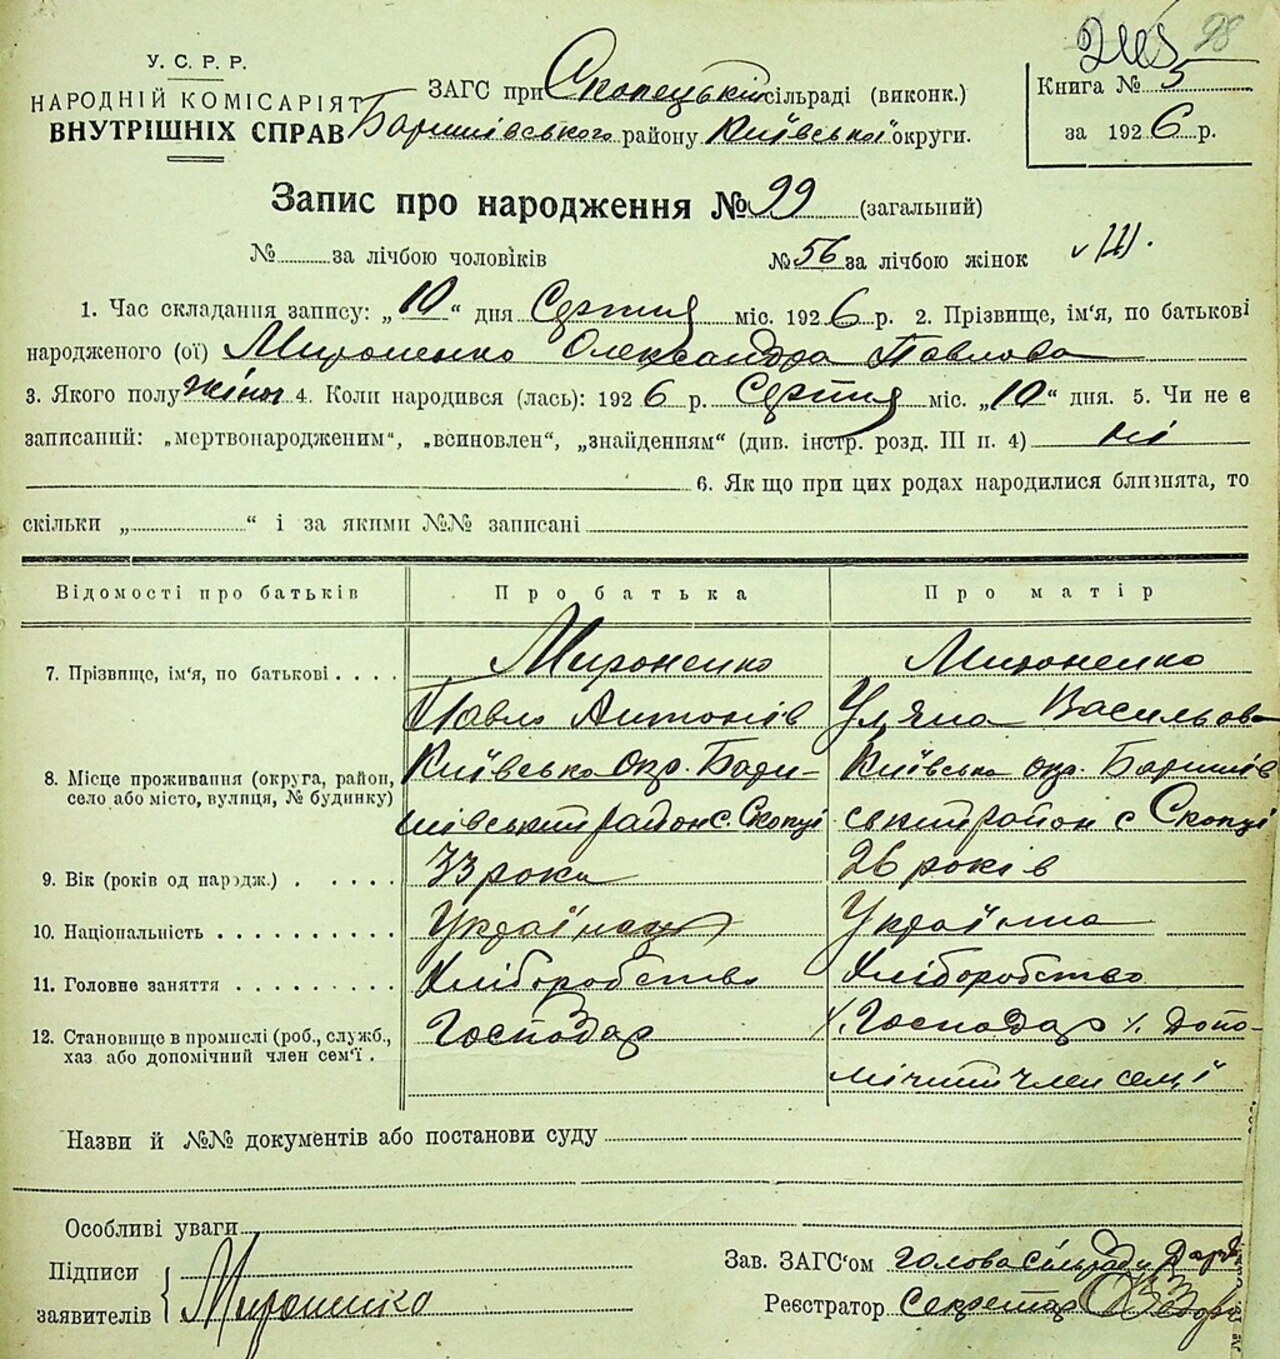 98
У. С. Р. Р.
НАРОДНІЙ КОМІСАРІЯТ
ВНУТРІШНІХ СПРАВ
ЗАГС при Скопецькій сільраді (виконк.)
Баришівського району Київської округи.
Книга № 5
за 1926 р.
Запис про народження № 99 (загальний)
№ за лічбою чоловіків № 56 за лічбою жінок
1. Час складання запису: „10“ дня Серпня міс. 1926 р. 2. Прізвище, ім'я, по батькові
народженого (ої) Мироненко Олександра Павлова
3. Якого полу жіноч 4. Коли народився (лась): 1926 р. Серпня міс. „10“ дня. 5. Чи не є
записаний: „мертвонародженим“, „всиновлен“, „знайденням“ (див. інстр. розд. III п. 4) ні
6. Як що при цих родах народилися близнята, то
скільки „ “ і за якими №№ записані
Відомості про батьків Про батька Про матір
7. Прізвище, ім'я, по батькові . . . . Мироненко Мироненко
Павло Антонів Уляна Васильова
8. Місце проживання (округа, район, село або місто, вулиця, № будинку) Київська окр. Бари- Київська окр. Баришів
шівський район с. Скопці ський район с Скопці
9. Вік (років од народж.) . . . . . 33 роки 26 років
10. Національність . . . . . . . . . . Українець Українка
11. Головне заняття . . . . . . . . . Хліборобство Хліборобство
12. Становище в промислі (роб., служб., хаз або допомічний член сем'ї . Господар Господар допо-
мічний член семї
Назви й №№ документів або постанови суду
Особливі уваги
Підписи
заявителів Мироненко
Зав. ЗАГС'ом голова сільради
Реєстратор Секретар